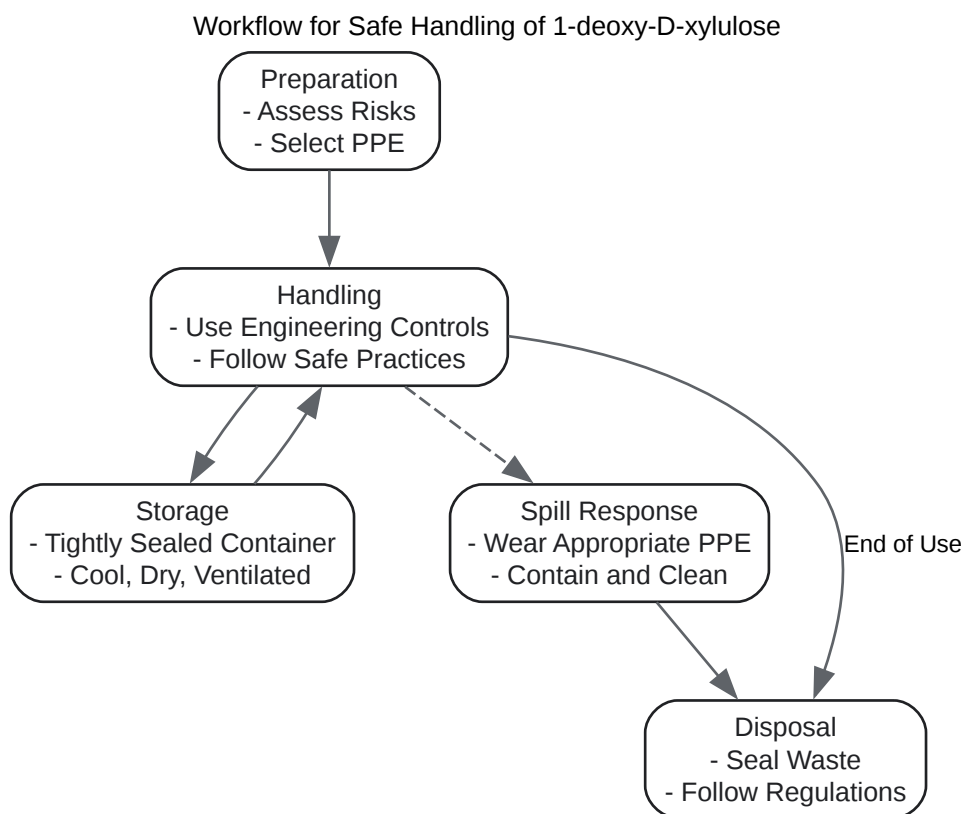 Workflow for Safe Handling of 1-deoxy-D-xylulose
Preparation
- Assess Risks
- Select PPE
Handling
- Use Engineering Controls
- Follow Safe Practices
Storage
- Tightly Sealed Container
- Cool, Dry, Ventilated
Spill Response
- Wear Appropriate PPE
- Contain and Clean
End of Use
Disposal
- Seal Waste
- Follow Regulations